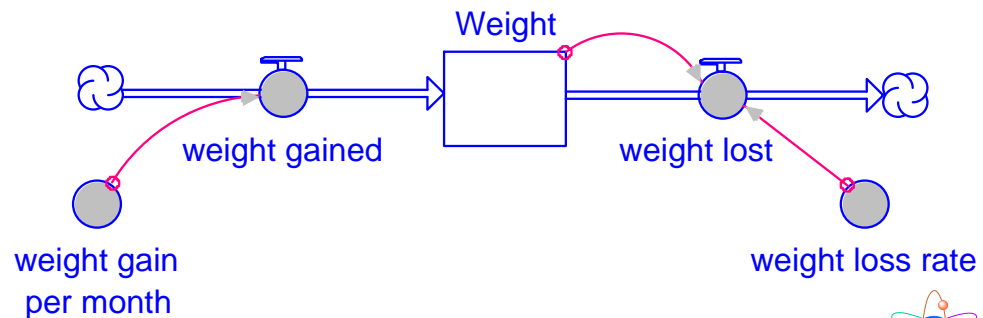 Weight
weight gained
weight lost
weight gain
per month
weight loss rate